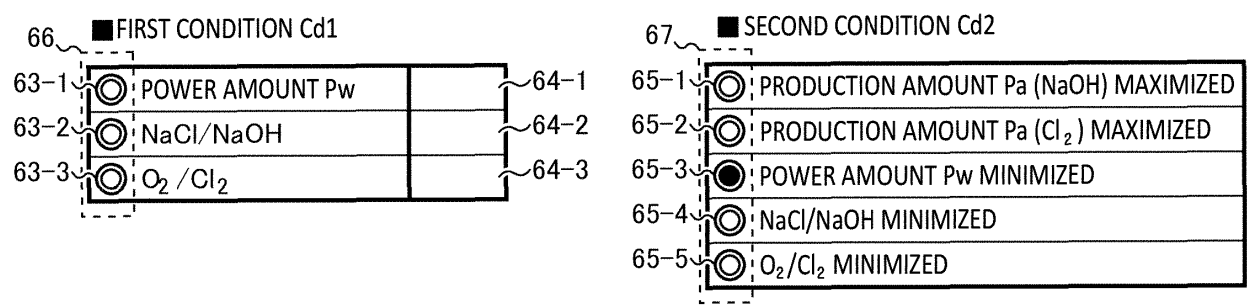 ■FIRST CONDITION Cd1
66
63-1 POWER AMOUNT Pw 64-1
63-2 NaCl/NaOH 64-2
63-3 O₂ /Cl₂ 64-3
■SECOND CONDITION Cd2
67
65-1 PRODUCTION AMOUNT Pa (NaOH) MAXIMIZED
65-2 PRODUCTION AMOUNT Pa (Cl₂ ) MAXIMIZED
65-3 POWER AMOUNT Pw MINIMIZED
65-4 NaCl/NaOH MINIMIZED
65-5 O₂/Cl₂ MINIMIZED